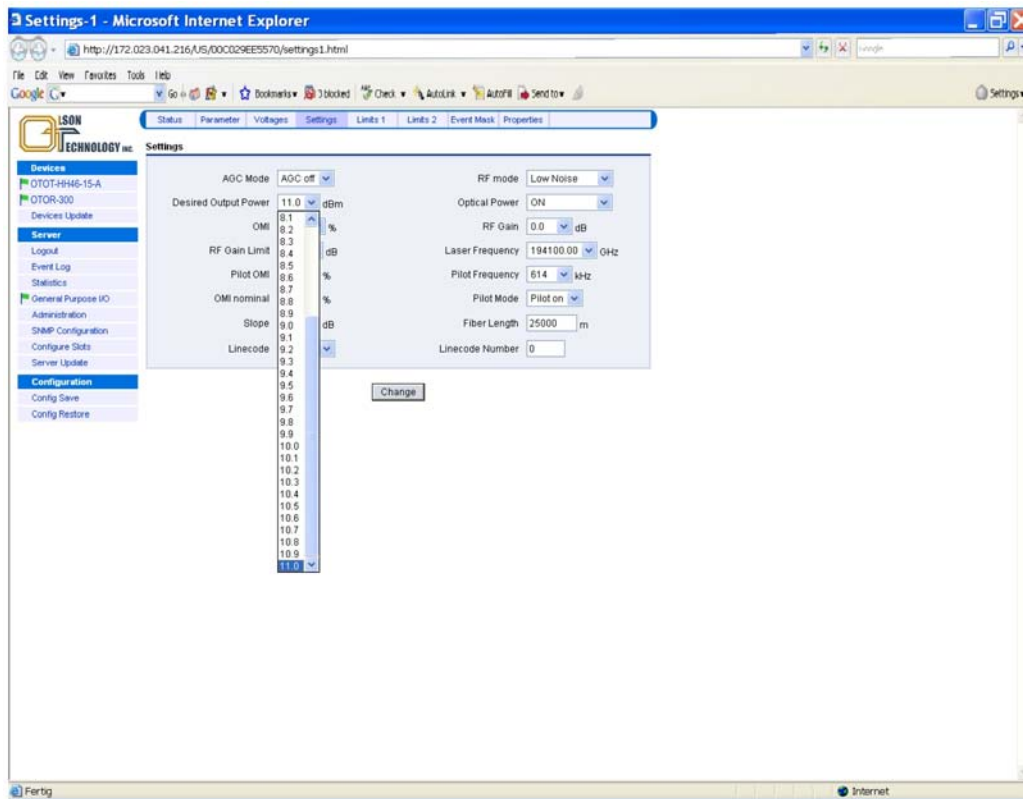 Settings-1 - Microsoft Internet Explorer
http://172.023.041.216/US/00C029EE5570/settings1.html
File Edit View Favorites Tools Help
Google G Go Bookmarks 3 blocked Check AutoLink AutoFill Send to Settings
OLSON TECHNOLOGY INC.
Status Parameter Voltages Settings Limits 1 Limits 2 Event Mask Properties
Settings
Devices
OTOT-HH46-15-A
OTOR-300
Devices Update
Server
Logout
Event Log
Statistics
General Purpose I/O
Administration
SNMP Configuration
Configure Slots
Server Update
Configuration
Config Save
Config Restore
AGC Mode AGC off RF mode Low Noise
Desired Output Power 11.0 dBm Optical Power ON
OMI % RF Gain 0.0 dB
RF Gain Limit dB Laser Frequency 194100.00 GHz
Pilot OMI % Pilot Frequency 614 kHz
OMI nominal % Pilot Mode Pilot on
Slope dB Fiber Length 25000 m
Linecode Linecode Number 0
8.1
8.2
8.3
8.4
8.5
8.6
8.7
8.8
8.9
9.0
9.1
9.2
9.3
9.4
9.5
9.6
9.7
9.8
9.9
10.0
10.1
10.2
10.3
10.4
10.5
10.6
10.7
10.8
10.9
11.0
Change
Fertig Internet